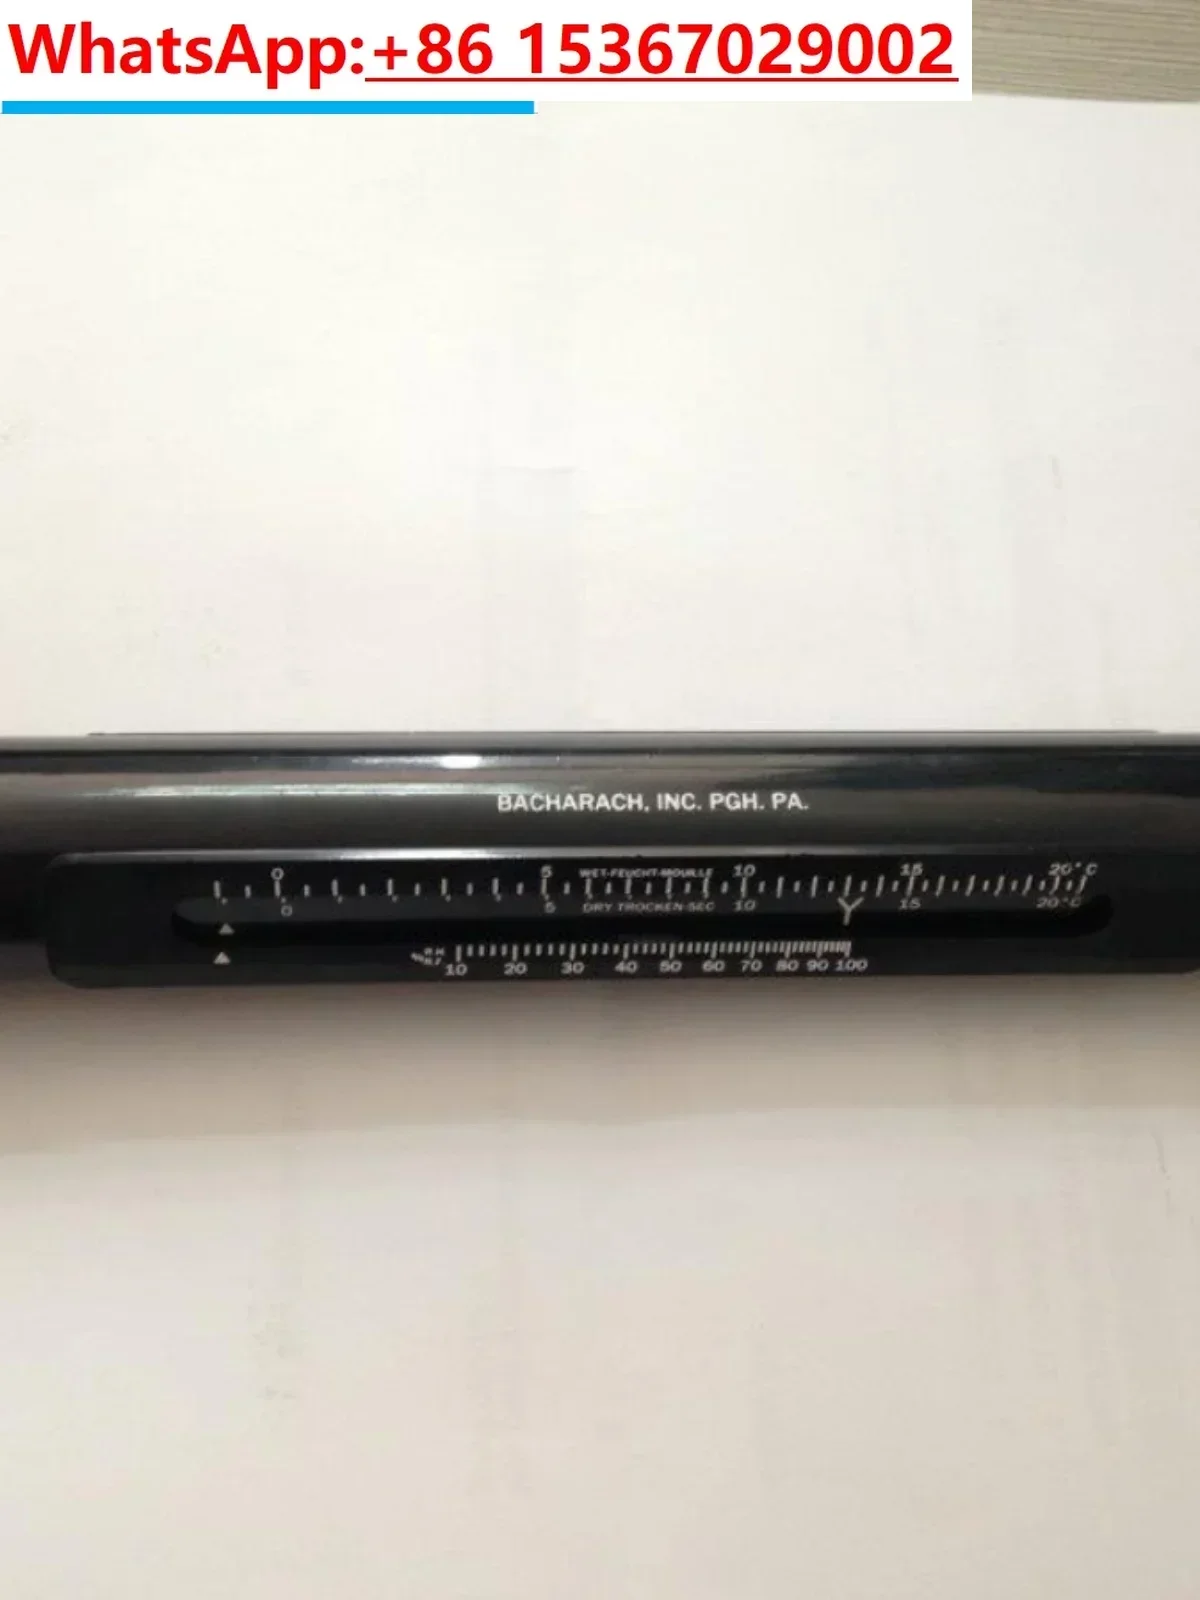 WhatsApp:+86 15367029002
BACHARACH, INC. PGH. PA.
0 5 WET-FEUCHT-MOUILLE 10 15 20°C
0 5 DRY TROCKEN-SEC 10 15 20°C
10 20 30 40 50 60 70 80 90 100